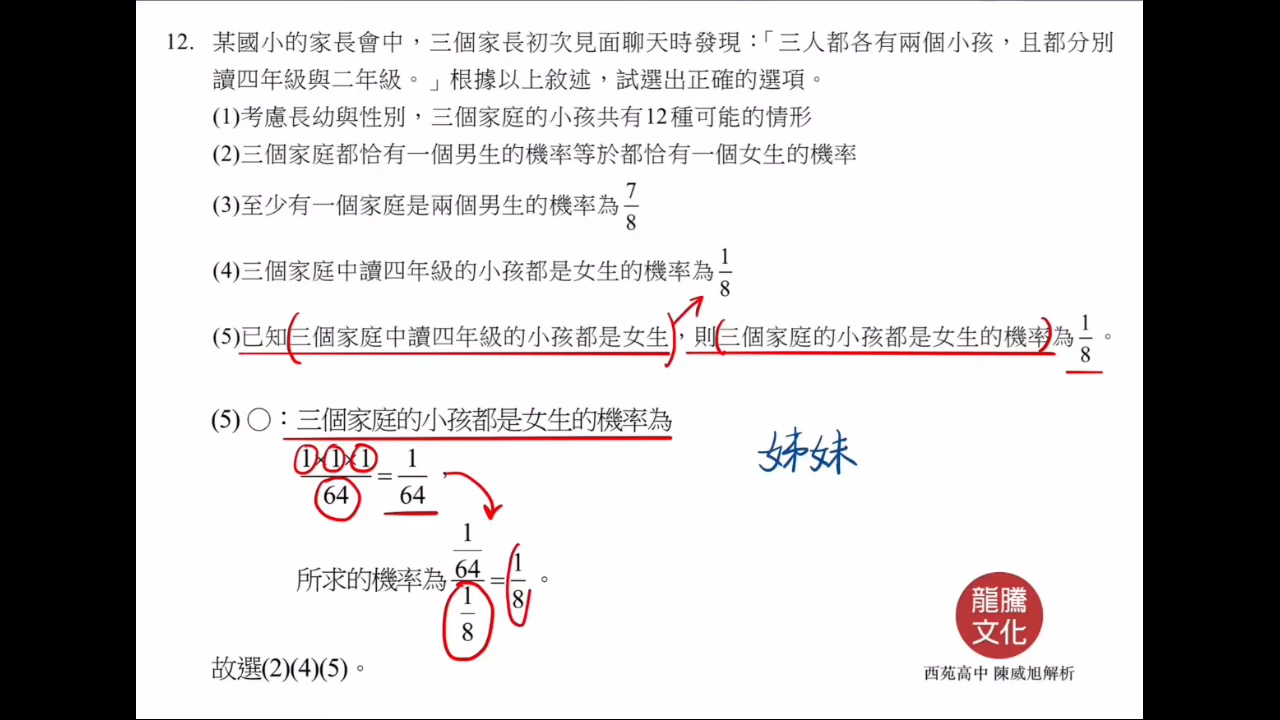 12. 某國小的家長會中，三個家長初次見面聊天時發現：「三人都各有兩個小孩，且都分別
讀四年級與二年級。」根據以上敘述，試選出正確的選項。
(1)考慮長幼與性別，三個家庭的小孩共有12種可能的情形
(2)三個家庭都恰有一個男生的機率等於都恰有一個女生的機率
(3)至少有一個家庭是兩個男生的機率為7/8
(4)三個家庭中讀四年級的小孩都是女生的機率為1/8
(5)已知三個家庭中讀四年級的小孩都是女生，則三個家庭的小孩都是女生的機率為1/8。
(5)○：三個家庭的小孩都是女生的機率為
1×1×1/64=1/64，
姊妹
所求的機率為(1/64)/(1/8)=1/8。
故選(2)(4)(5)。
龍騰
文化
西苑高中 陳威旭解析